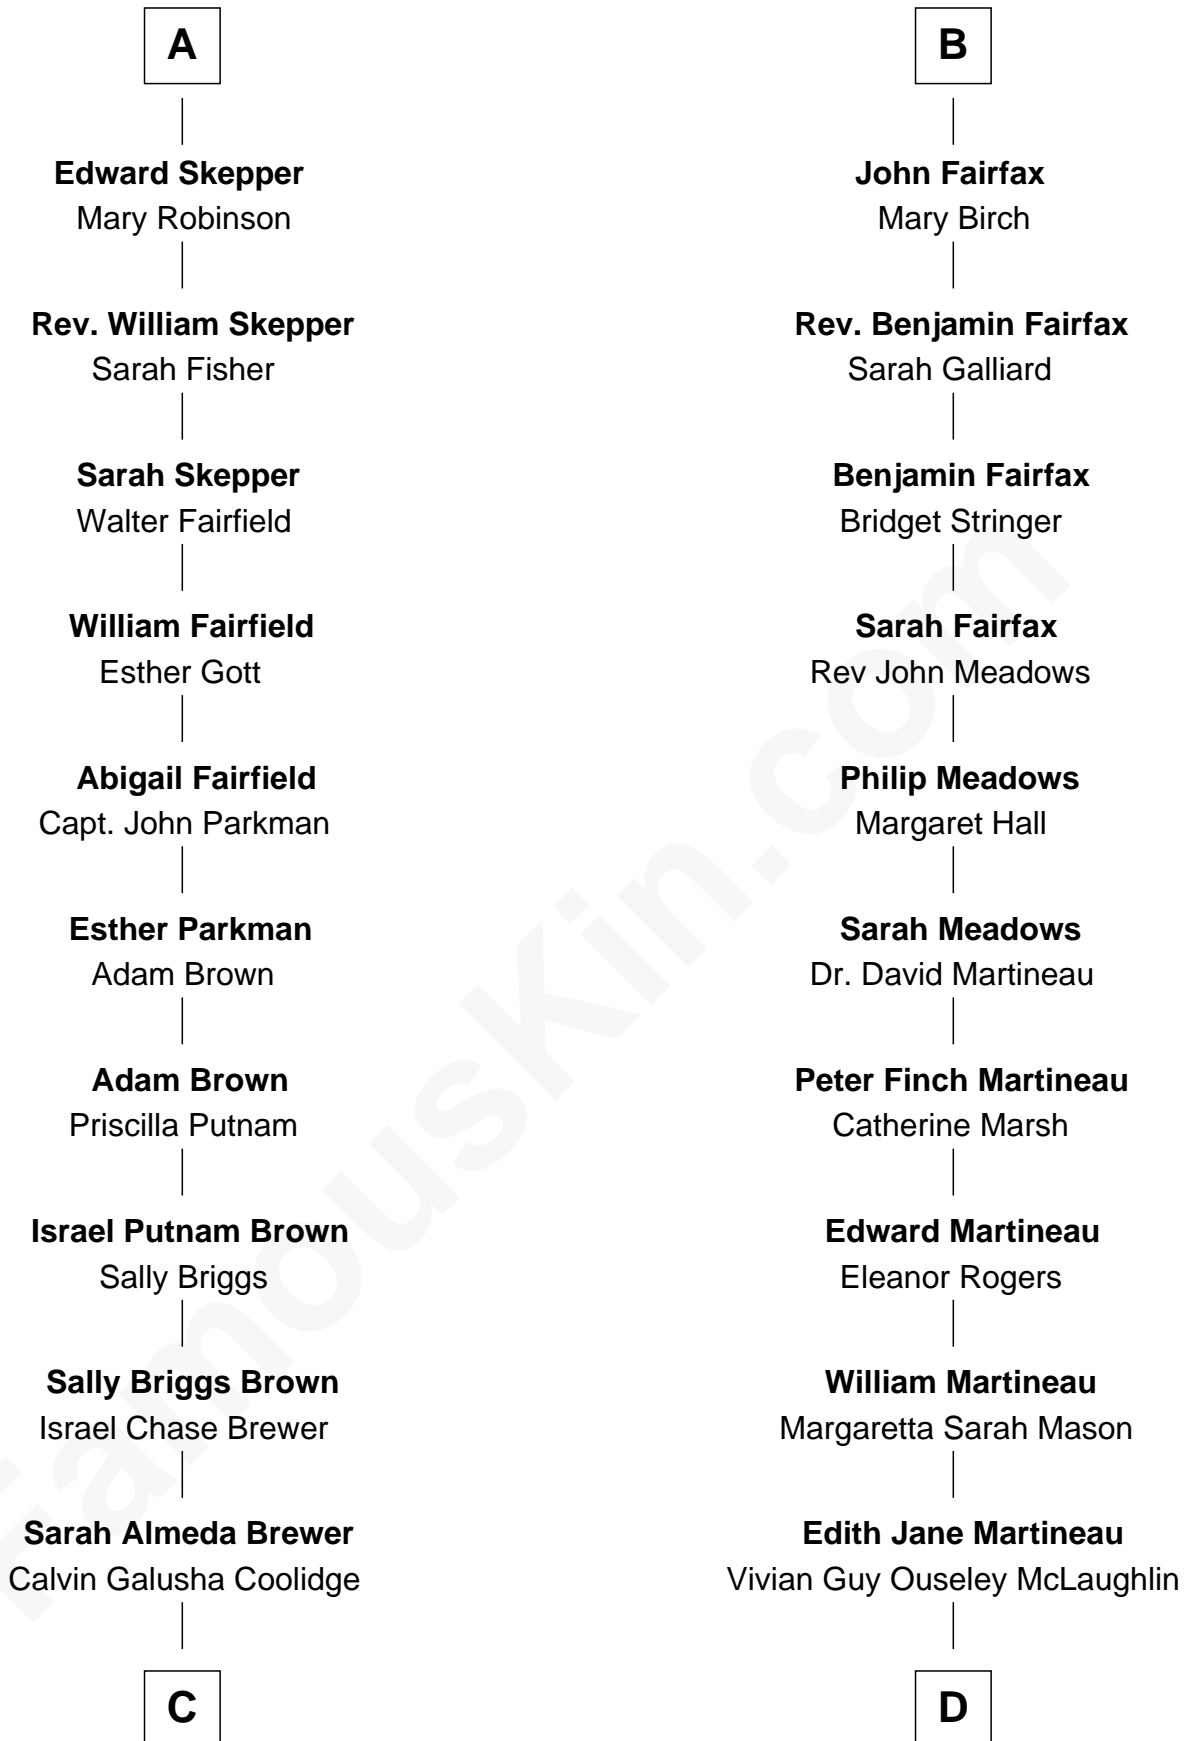 A
Edward Skepper
Mary Robinson
Rev. William Skepper
Sarah Fisher
Sarah Skepper
Walter Fairfield
William Fairfield
Esther Gott
Abigail Fairfield
Capt. John Parkman
Esther Parkman
Adam Brown
Adam Brown
Priscilla Putnam
Israel Putnam Brown
Sally Briggs
Sally Briggs Brown
Israel Chase Brewer
Sarah Almeda Brewer
Calvin Galusha Coolidge
C
B
John Fairfax
Mary Birch
Rev. Benjamin Fairfax
Sarah Galliard
Benjamin Fairfax
Bridget Stringer
Sarah Fairfax
Rev John Meadows
Philip Meadows
Margaret Hall
Sarah Meadows
Dr. David Martineau
Peter Finch Martineau
Catherine Marsh
Edward Martineau
Eleanor Rogers
William Martineau
Margaretta Sarah Mason
Edith Jane Martineau
Vivian Guy Ouseley McLaughlin
D
FamousKin.com